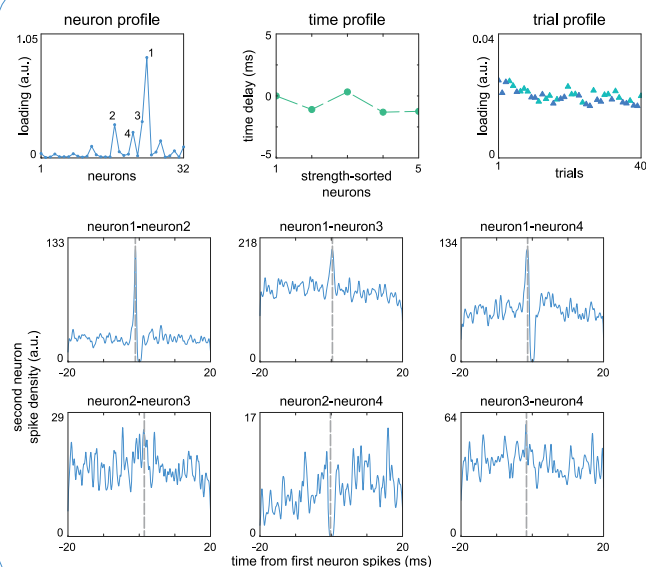 neuron profile
time profile
trial profiles
1.05
loading (a.u.)
0
1
32
neurons
1
2
3
4
5
time delay (ms)
0
−5
1
5
strength-sorted
neurons
0.04
loading (a.u.)
0
1
40
trials
neuron1-neuron2
neuron1-neuron3
neuron1-neuron4
133
0
−20
20
218
0
−20
20
134
0
−20
20
second neuron
spike density (a.u.)
neuron2-neuron3
neuron2-neuron4
neuron3-neuron4
29
0
−20
20
17
0
−20
20
64
0
−20
20
time from first neuron spikes (ms)